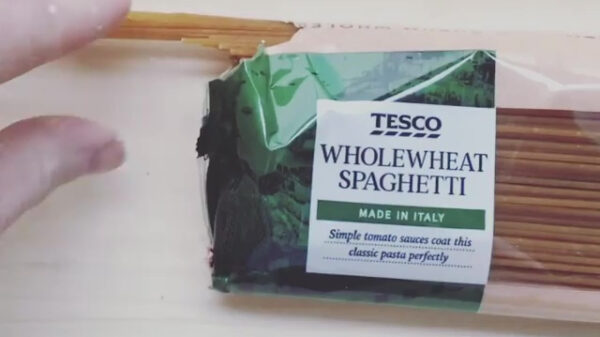 TESCO
WHOLEWHEAT
SPAGHETTI
MADE IN ITALY
Simple tomato sauces coat this
classic pasta perfectly